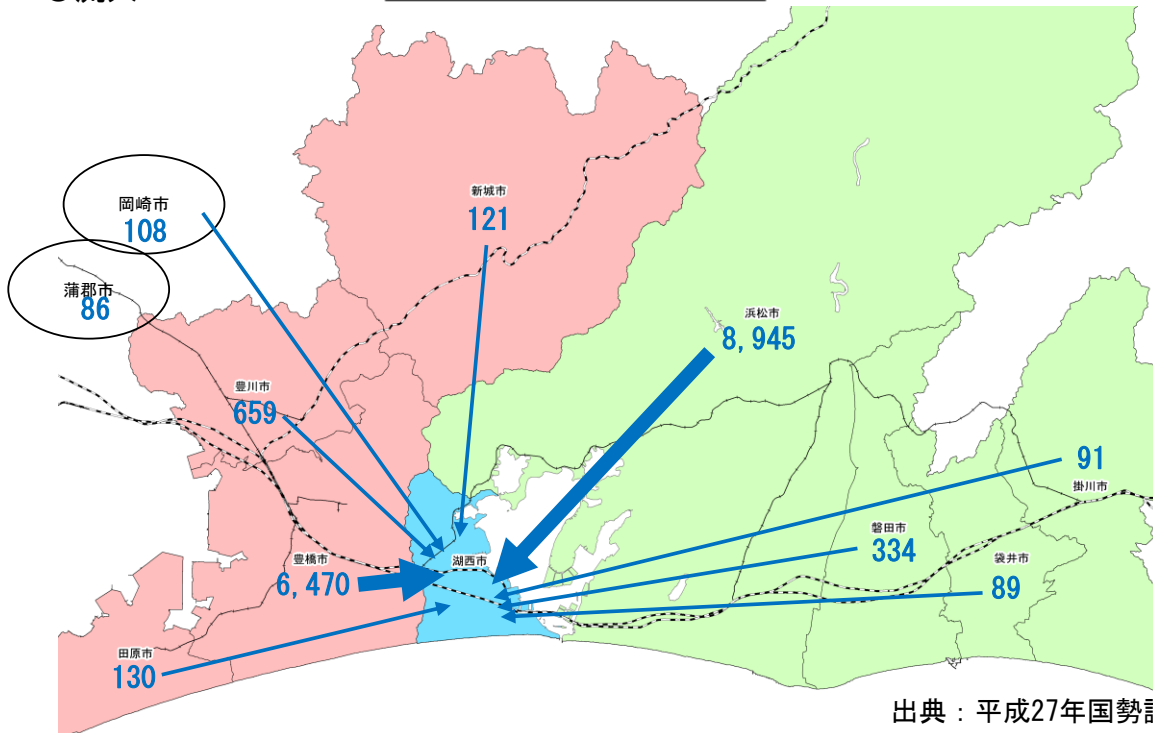 岡崎市
108
蒲郡市
86
新城市
121
浜松市
8,945
豊川市
659
91
掛川市
磐田市
334
袋井市
89
湖西市
豊橋市
6,470
田原市
130
出典：平成27年国勢